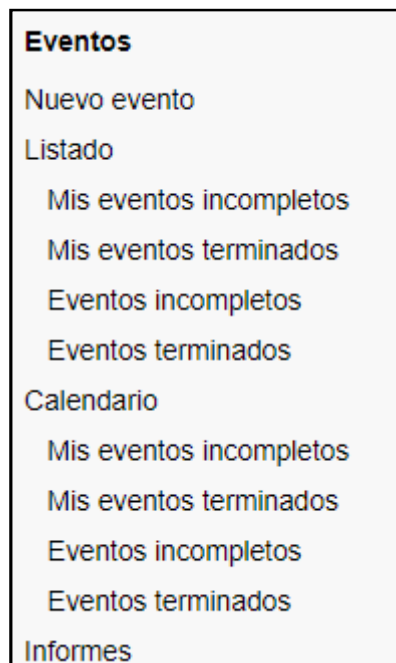 Eventos
Nuevo evento
Listado
Mis eventos incompletos
Mis eventos terminados
Eventos incompletos
Eventos terminados
Calendario
Mis eventos incompletos
Mis eventos terminados
Eventos incompletos
Eventos terminados
Informes